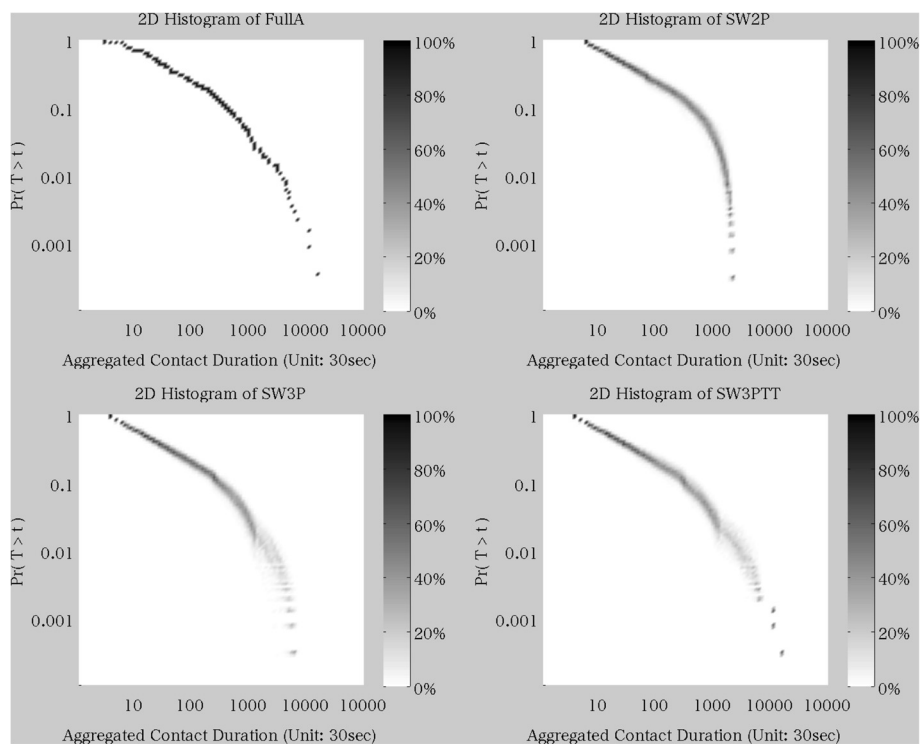 2D Histogram of FullA
1
0.1
0.01
0.001
Pr( T > t )
10 100 1000 10000 10000
Aggregated Contact Duration (Unit: 30sec)
100%
80%
60%
40%
20%
0%
2D Histogram of SW2P
1
0.1
0.01
0.001
Pr( T > t )
10 100 1000 10000 10000
Aggregated Contact Duration (Unit: 30sec)
100%
80%
60%
40%
20%
0%
2D Histogram of SW3P
1
0.1
0.01
0.001
Pr( T > t )
10 100 1000 10000 10000
Aggregated Contact Duration (Unit: 30sec)
100%
80%
60%
40%
20%
0%
2D Histogram of SW3PTT
1
0.1
0.01
0.001
Pr( T > t )
10 100 1000 10000 10000
Aggregated Contact Duration (Unit: 30sec)
100%
80%
60%
40%
20%
0%